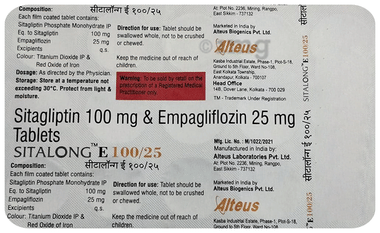 Composition:
Each film coated tablet contains:
Sitagliptin Phosphate Monohydrate IP
Eq. to Sitagliptin 100 mg
Empagliflozin 25 mg
Excipients q.s.
Colour: Titanium Dioxide IP &
Red Oxide of Iron
Dosage: As directed by the Physician.
Storage: Store at a temperature not
exceeding 30°C. Protect from light &
moisture.
ई १००/२५
Direction for use: Tablet should be
swallowed whole, not to be crushed
or chewed.
Keep the medicine out of reach of
children.
Warning: To be sold by retail on the
prescription of a Registered Medical
Practitioner only.
At: Plot No. 2236, Mining, Rangpo,
East Sikkim - 737132
Marketed in India by
Alteus Biogenics Pvt. Ltd.
Alteus
Kasba Industrial Estate, Phase-1, Plot-S-18,
Ground to 5th Floor, Ward No-108,
East Kolkata Township,
Anandapur, Kolkata - 700107
Head Office
14B, Dover Lane, Kolkata - 700 029
TM - Trademark Under Registration
Sitagliptin 100 mg & Empagliflozin 25 mg
Tablets
SITALONG™ E 100/25
सीटालॉन्ग ई १००/२५
Mfg. Lic. No.: M/1022/2021
Manufactured in India by:
Alteus Laboratories Pvt. Ltd.
At: Plot No. 2236, Mining, Rangpo,
East Sikkim - 737132
Marketed in India by
Alteus Biogenics Pvt. Ltd.
Alteus
Kasba Industrial Estate, Phase-1, Plot-S-18,
Ground to 5th Floor, Ward No-108,
Composition:
Each film coated tablet contains:
Sitagliptin Phosphate Monohydrate IP
Eq. to Sitagliptin 100 mg
Empagliflozin 25 mg
Excipients q.s.
Colour: Titanium Dioxide IP &
Direction for use: Tablet should be
swallowed whole, not to be crushed
or chewed.
Keep the medicine out of reach of
children.